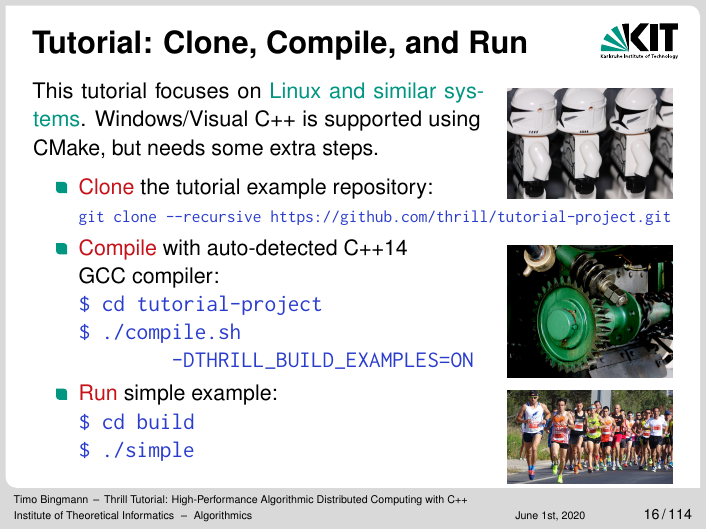 Tutorial: Clone, Compile, and Run
KIT
Karlsruhe Institute of Technology
This tutorial focuses on Linux and similar sys-
tems. Windows/Visual C++ is supported using
CMake, but needs some extra steps.
Clone the tutorial example repository:
git clone --recursive https://github.com/thrill/tutorial-project.git
Compile with auto-detected C++14
GCC compiler:
$ cd tutorial-project
$ ./compile.sh
-DTHRILL_BUILD_EXAMPLES=ON
Run simple example:
$ cd build
$ ./simple
Timo Bingmann – Thrill Tutorial: High-Performance Algorithmic Distributed Computing with C++
Institute of Theoretical Informatics – Algorithmics
June 1st, 2020
16 / 114